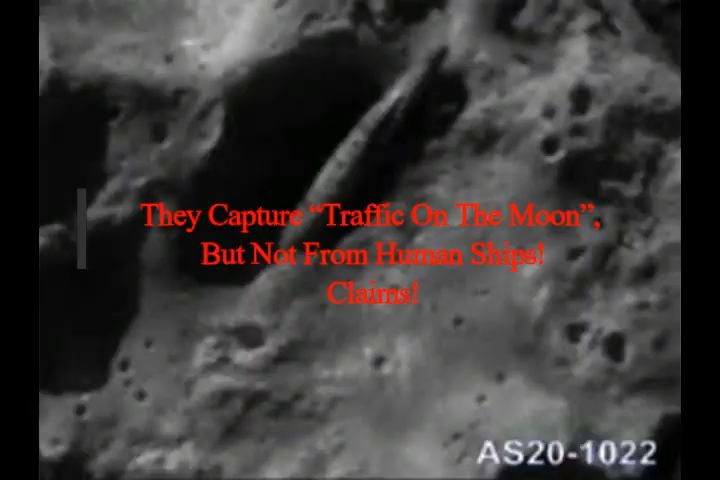 They Capture “Traffic On The Moon”,
But Not From Human Ships!
Claims!
AS20-1022